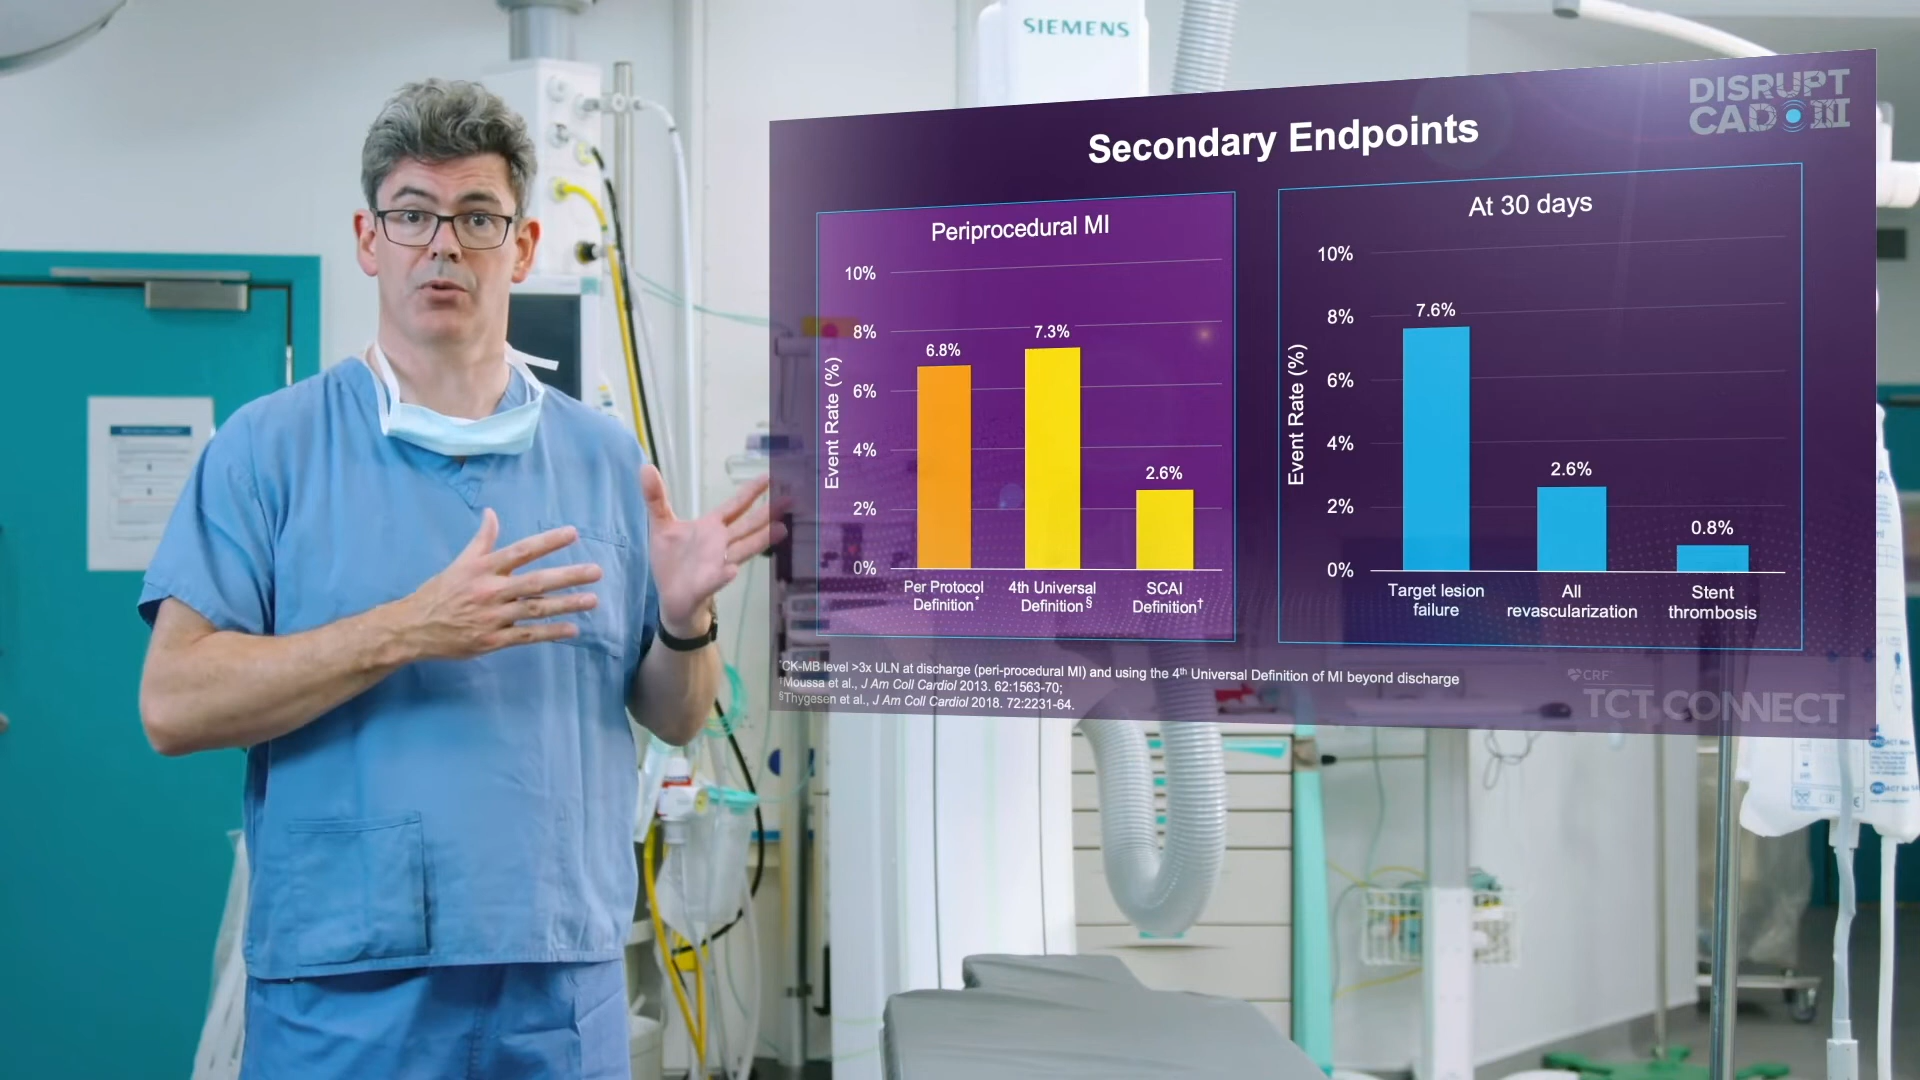 SIEMENS
DISRUPT
CAD III
Secondary Endpoints
Periprocedural MI
10%
8%
6%
4%
2%
0%
Event Rate (%)
6.8%
7.3%
2.6%
Per Protocol
Definition*
4th Universal
Definition§
SCAI
Definition†
At 30 days
10%
8%
6%
4%
2%
0%
Event Rate (%)
7.6%
2.6%
0.8%
Target lesion
failure
All
revascularization
Stent
thrombosis
*CK-MB level >3x ULN at discharge (peri-procedural MI) and using the 4th Universal Definition of MI beyond discharge
†Moussa et al., J Am Coll Cardiol 2013. 62:1563-70;
§Thygesen et al., J Am Coll Cardiol 2018. 72:2231-64.
CRF
TCT CONNECT